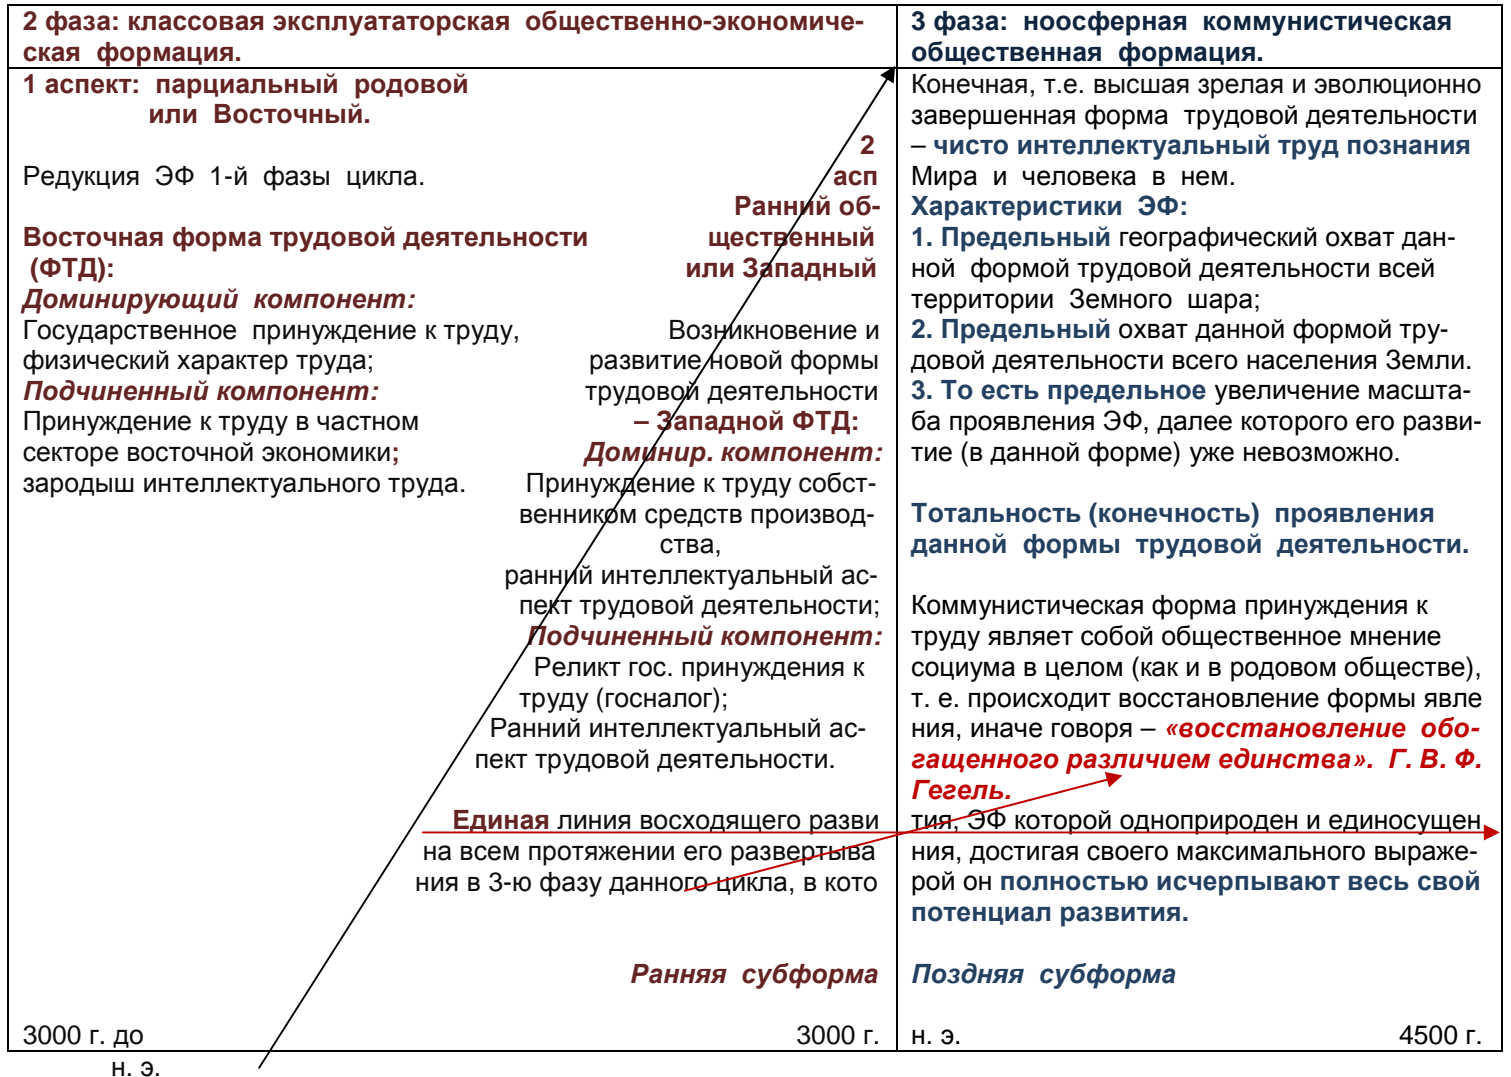 2 фаза: классовая эксплуататорская общественно-экономиче-
ская формация.
1 аспект: парциальный родовой
или Восточный.
2
Редукция ЭФ 1-й фазы цикла.
асп
Ранний об-
Восточная форма трудовой деятельности
щественный
(ФТД):
или Западный
Доминирующий компонент:
Государственное принуждение к труду,
физический характер труда;
Подчиненный компонент:
Принуждение к труду в частном
секторе восточной экономики;
зародыш интеллектуального труда.
Возникновение и
развитие новой формы
трудовой деятельности
– Западной ФТД:
Доминир. компонент:
Принуждение к труду собст-
венником средств производ-
ства,
ранний интеллектуальный ас-
пект трудовой деятельности;
Подчиненный компонент:
Реликт гос. принуждения к
труду (госналог);
Ранний интеллектуальный ас-
пект трудовой деятельности.
Единая линия восходящего разви
на всем протяжении его развертыва
ния в 3-ю фазу данного цикла, в кото
Ранняя субформа
3000 г. до
н. э.
3000 г.
3 фаза: ноосферная коммунистическая
общественная формация.
Конечная, т.е. высшая зрелая и эволюционно
завершенная форма трудовой деятельности
– чисто интеллектуальный труд познания
Мира и человека в нем.
Характеристики ЭФ:
1. Предельный географический охват дан-
ной формой трудовой деятельности всей
территории Земного шара;
2. Предельный охват данной формой тру-
довой деятельности всего населения Земли.
3. То есть предельное увеличение масшта-
ба проявления ЭФ, далее которого его разви-
тие (в данной форме) уже невозможно.
Тотальность (конечность) проявления
данной формы трудовой деятельности.
Коммунистическая форма принуждения к
труду являет собой общественное мнение
социума в целом (как и в родовом обществе),
т. е. происходит восстановление формы явле
ния, иначе говоря – «восстановление обо-
гащенного различием единства». Г. В. Ф.
Гегель.
тия, ЭФ которой одноприроден и единосущен
ния, достигая своего максимального выраже-
рой он полностью исчерпывают весь свой
потенциал развития.
Поздняя субформа
н. э.
4500 г.